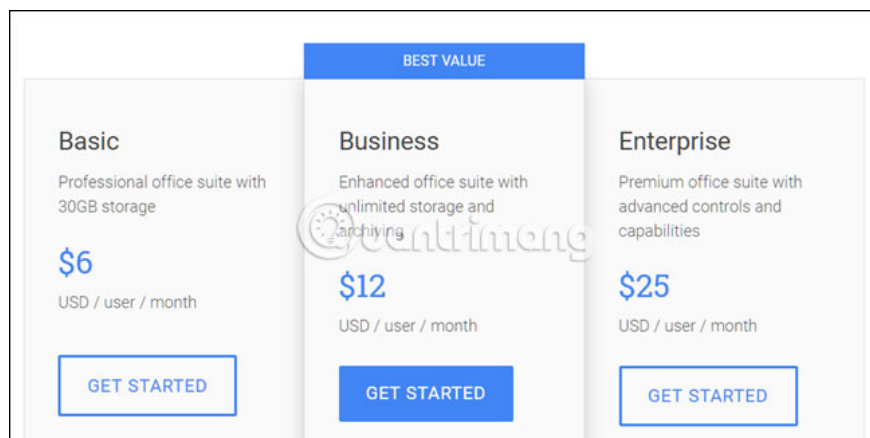 BEST VALUE
Basic
Professional office suite with
30GB storage
$6
USD / user / month
GET STARTED
Business
Enhanced office suite with
unlimited storage and
archiving
$12
USD / user / month
GET STARTED
Enterprise
Premium office suite with
advanced controls and
capabilities
$25
USD / user / month
GET STARTED
Quantrimang